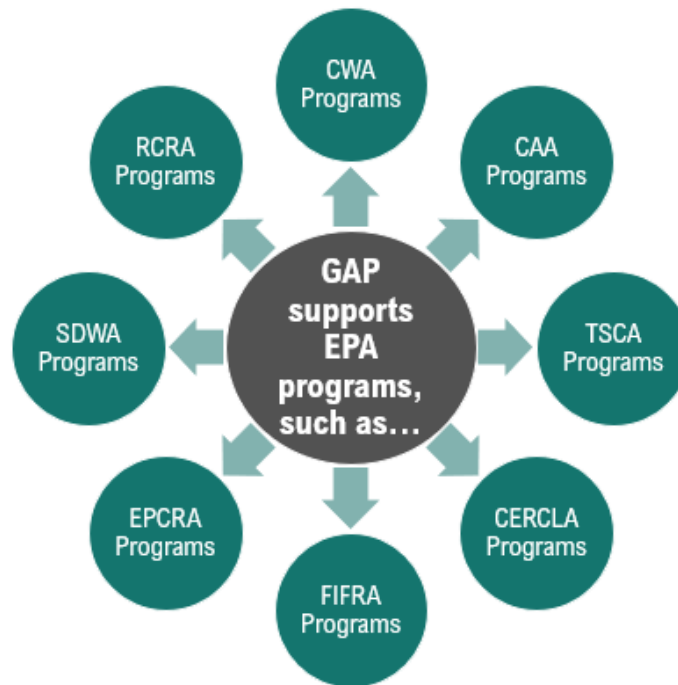 CWA
Programs
CAA
Programs
TSCA
Programs
CERCLA
Programs
FIFRA
Programs
EPCRA
Programs
SDWA
Programs
RCRA
Programs
GAP
supports
EPA
programs,
such as...